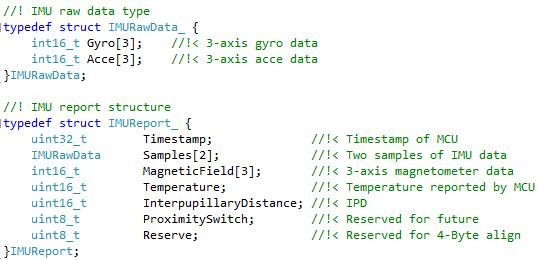 //! IMU raw data type
typedef struct IMURawData_ {
int16_t Gyro[3]; //!< 3-axis gyro data
int16_t Acce[3]; //!< 3-axis acce data
}IMURawData;
//! IMU report structure
typedef struct IMUReport_ {
uint32_t Timestamp; //!< Timestamp of MCU
IMURawData Samples[2]; //!< Two samples of IMU data
int16_t MagneticField[3]; //!< 3-axis magnetometer data
uint16_t Temperature; //!< Temperature reported by MCU
uint16_t InterpupillaryDistance; //!< IPD
uint8_t ProximitySwitch; //!< Reserved for future
uint8_t Reserve; //!< Reserved for 4-Byte align
}IMUReport;